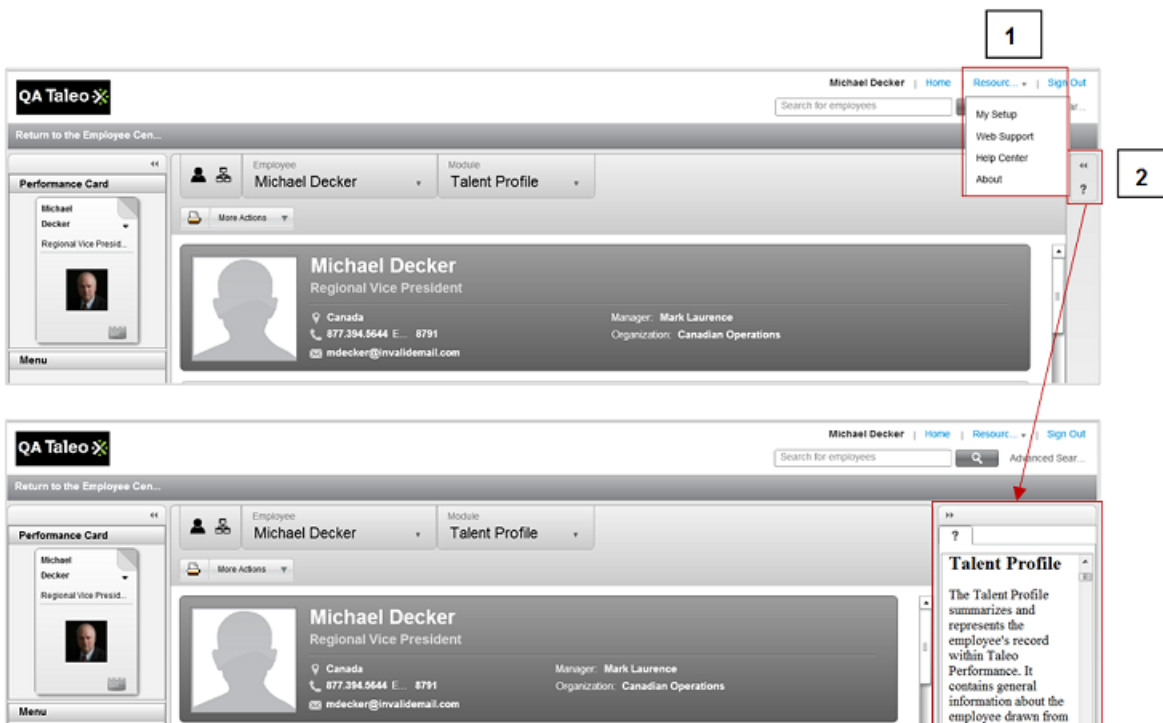 1
QA Taleo
Michael Decker | Home | Resourc... | Sign Out
Search for employees
My Setup
Web Support
Help Center
About
Return to the Employee Cen...
2
?
Performance Card
Michael
Decker
Regional Vice Presid...
Menu
Employee
Michael Decker
Module
Talent Profile
More Actions
Michael Decker
Regional Vice President
Canada
877.394.5644 E... 8791
mdecker@invalidemail.com
Manager: Mark Laurence
Organization: Canadian Operations
QA Taleo
Michael Decker | Home | Resourc... | Sign Out
Search for employees
Advanced Sear...
Return to the Employee Cen...
Performance Card
Michael
Decker
Regional Vice Presid...
Menu
Employee
Michael Decker
Module
Talent Profile
More Actions
Michael Decker
Regional Vice President
Canada
877.394.5644 E... 8791
mdecker@invalidemail.com
Manager: Mark Laurence
Organization: Canadian Operations
?
Talent Profile
The Talent Profile
summarizes and
represents the
employee's record
within Taleo
Performance. It
contains general
information about the
employee drawn from